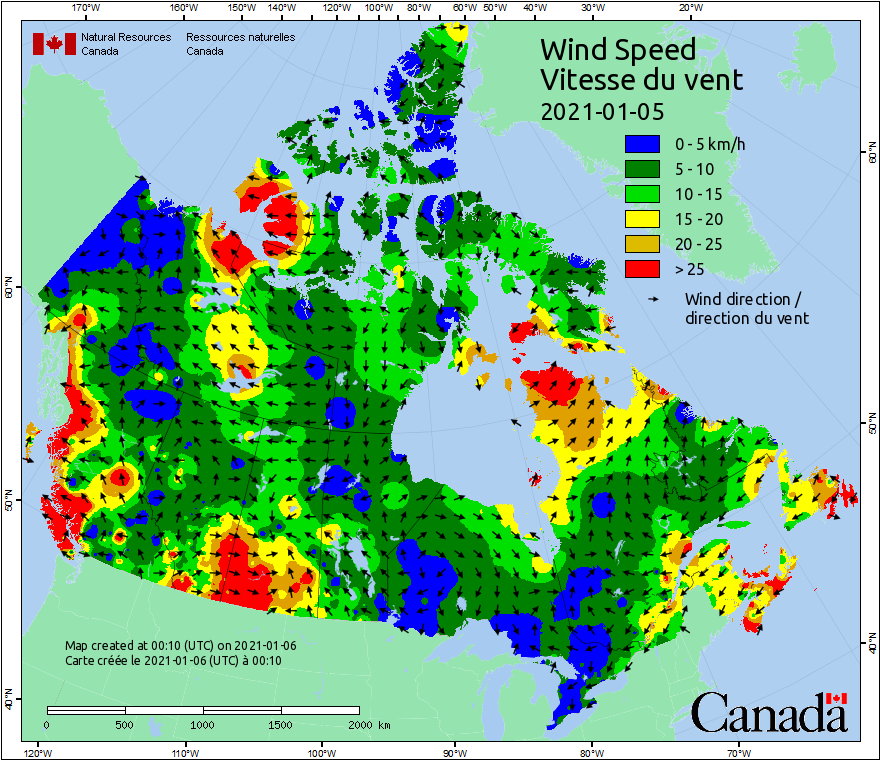 170°W 160°W 150°W 140°W 120°W 100°W 80°W 60°W 50°W 40°W 30°W 20°W
Natural Resources Ressources naturelles
Canada Canada
Wind Speed
Vitesse du vent
2021-01-05
0 - 5 km/h
5 - 10
10 - 15
15 - 20
20 - 25
> 25
Wind direction /
direction du vent
60°N
60°N
50°N
50°N
40°N
40°N
Map created at 00:10 (UTC) on 2021-01-06
Carte créée le 2021-01-06 (UTC) à 00:10
0 500 1000 1500 2000 km
Canada
120°W 110°W 100°W 90°W 80°W 70°W